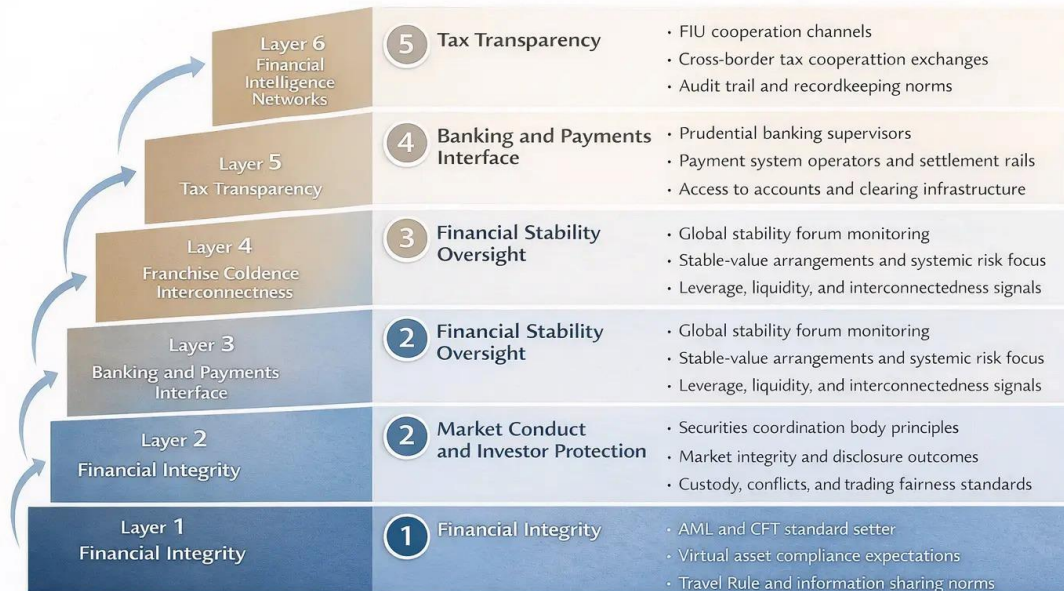 Layer 6
Financial
Intelligence
Networks
5
Tax Transparency
• FIU cooperation channels
• Cross-border tax cooperattion exchanges
• Audit trail and recordkeeping norms
Layer 5
Tax Transparency
4
Banking and Payments
Interface
• Prudential banking supervisors
• Payment system operators and settlement rails
• Access to accounts and clearing infrastructure
Layer 4
Franchise Coldence
Interconnectness
3
Financial Stability
Oversight
• Global stability forum monitoring
• Stable-value arrangements and systemic risk focus
• Leverage, liquidity, and interconnectedness signals
Layer 3
Banking and Payments
Interface
2
Financial Stability
Oversight
• Global stability forum monitoring
• Stable-value arrangements and systemic risk focus
• Leverage, liquidity, and interconnectedness signals
Layer 2
Financial Integrity
2
Market Conduct
and Investor Protection
• Securities coordination body principles
• Market integrity and disclosure outcomes
• Custody, conflicts, and trading fairness standards
Layer 1
Financial Integrity
1
Financial Integrity
• AML and CFT standard setter
• Virtual asset compliance expectations
• Travel Rule and information sharing norms